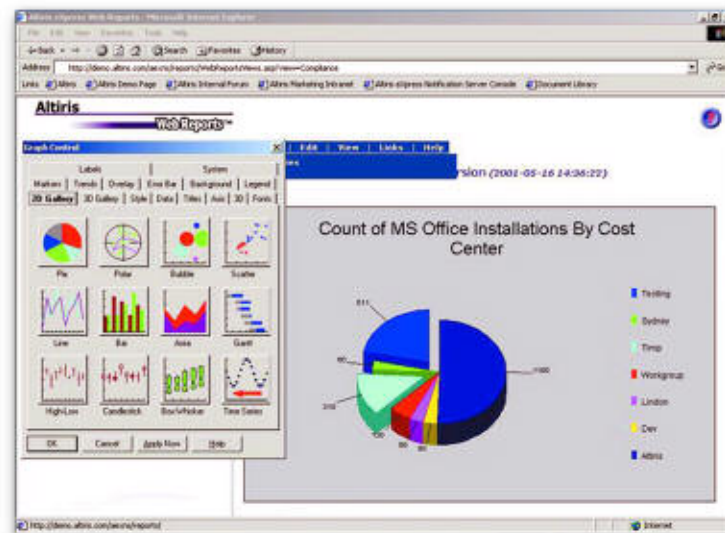 Altiris eXpress Web Reports - Microsoft Internet Explorer
File Edit View Favorites Tools Help
Back Search Favorites History
Address http://demo.altiris.com/aexns/reports/WebReportsViews.asp?view=Compliance
Links Altiris Altiris Demo Page Altiris Internal Forum Altiris Marketing Intranet Altiris eXpress Notification Server Console Document Library
Altiris
Web Reports
Edit | View | Links | Help
rsion (2001-05-16 14:36:22)
Graph Control
Labels System
Markers Trends Overlay Error Bar Background Legend
2D Gallery 3D Gallery Style Data Titles Axis 3D Fonts
Pie Polar Bubble Scatter
Line Bar Area Gantt
High-Low Candlestick Box-Whisker Time Series
OK Cancel Apply Now Help
Count of MS Office Installations By Cost
Center
511
Testing
Sydney
Timp
Workgroup
Lindon
Dev
Altiris
http://demo.altiris.com/aexns/reports/ Internet